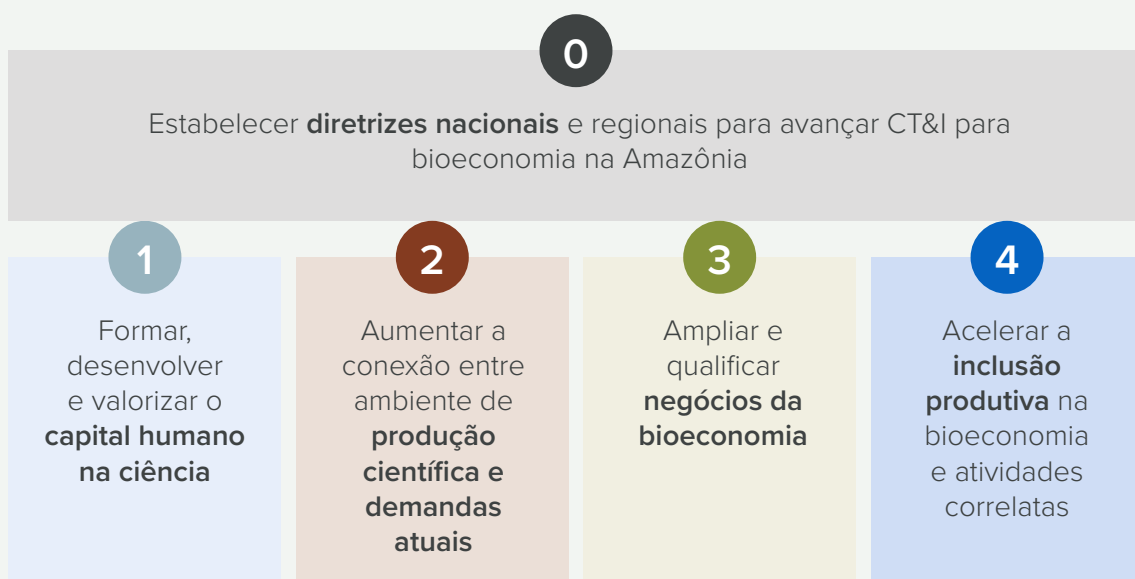 0
Estabelecer diretrizes nacionais e regionais para avançar CT&I para
bioeconomia na Amazônia
1
Formar,
desenvolver
e valorizar o
capital humano
na ciência
2
Aumentar a
conexão entre
ambiente de
produção
científica e
demandas
atuais
3
Ampliar e
qualificar
negócios da
bioeconomia
4
Acelerar a
inclusão
produtiva na
bioeconomia
e atividades
correlatas